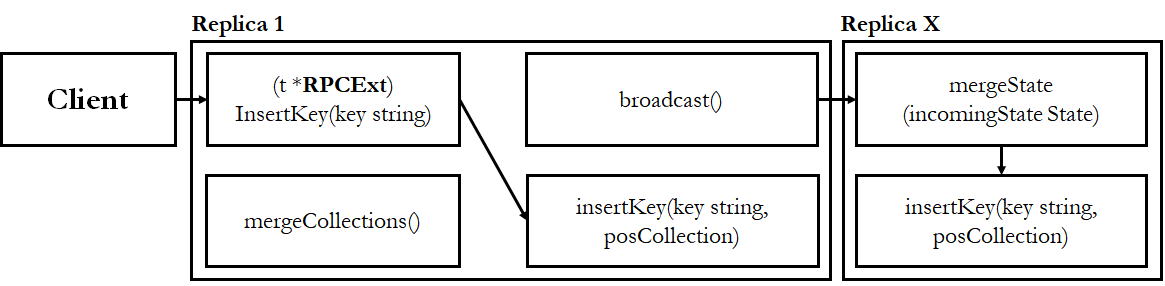 Replica 1
Replica X
Client
(t *RPCExt)
InsertKey(key string)
broadcast()
mergeState
(incomingState State)
mergeCollections()
insertKey(key string,
posCollection)
insertKey(key string,
posCollection)